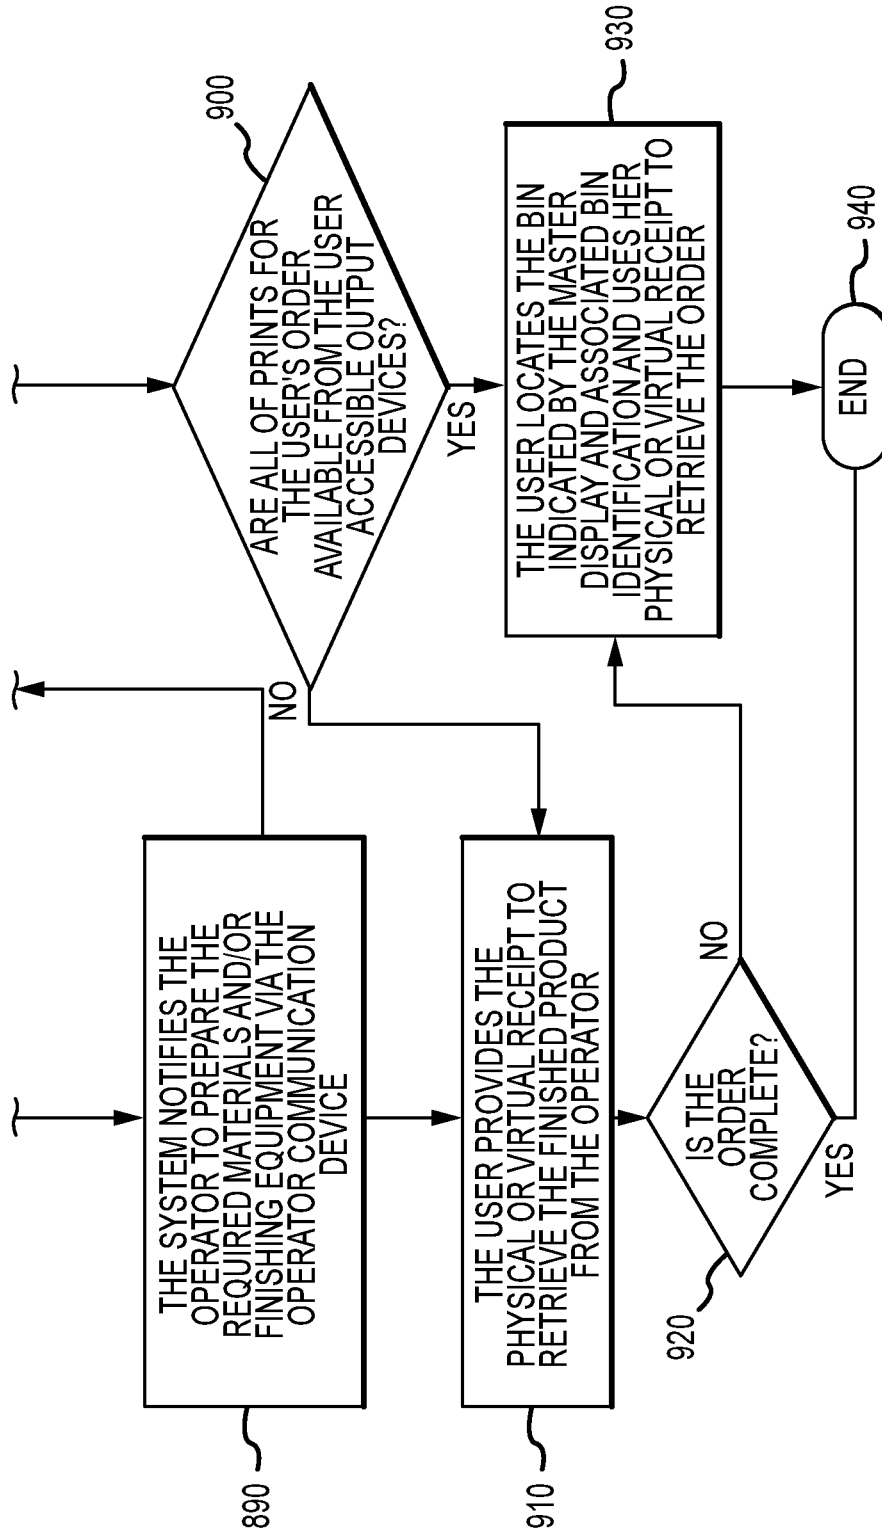 890
THE SYSTEM NOTIFIES THE
OPERATOR TO PREPARE THE
REQUIRED MATERIALS AND/OR
FINISHING EQUIPMENT VIA THE
OPERATOR COMMUNICATION
DEVICE
900
ARE ALL OF PRINTS FOR
THE USER'S ORDER
AVAILABLE FROM THE USER
ACCESSIBLE OUTPUT
DEVICES?
NO
YES
910
THE USER PROVIDES THE
PHYSICAL OR VIRTUAL RECEIPT TO
RETRIEVE THE FINISHED PRODUCT
FROM THE OPERATOR
930
THE USER LOCATES THE BIN
INDICATED BY THE MASTER
DISPLAY AND ASSOCIATED BIN
IDENTIFICATION AND USES HER
PHYSICAL OR VIRTUAL RECEIPT TO
RETRIEVE THE ORDER
920
IS THE
ORDER
COMPLETE?
NO
YES
940
END